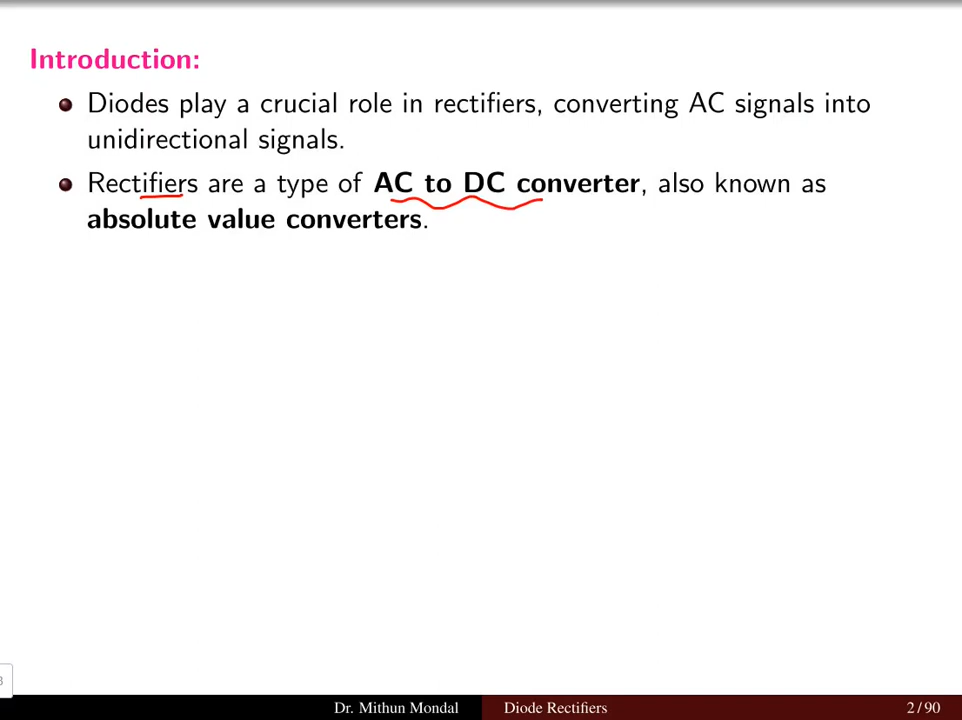 Introduction:
Diodes play a crucial role in rectifiers, converting AC signals into
unidirectional signals.
Rectifiers are a type of AC to DC converter, also known as
absolute value converters.
3
Dr. Mithun Mondal Diode Rectifiers 2 / 90